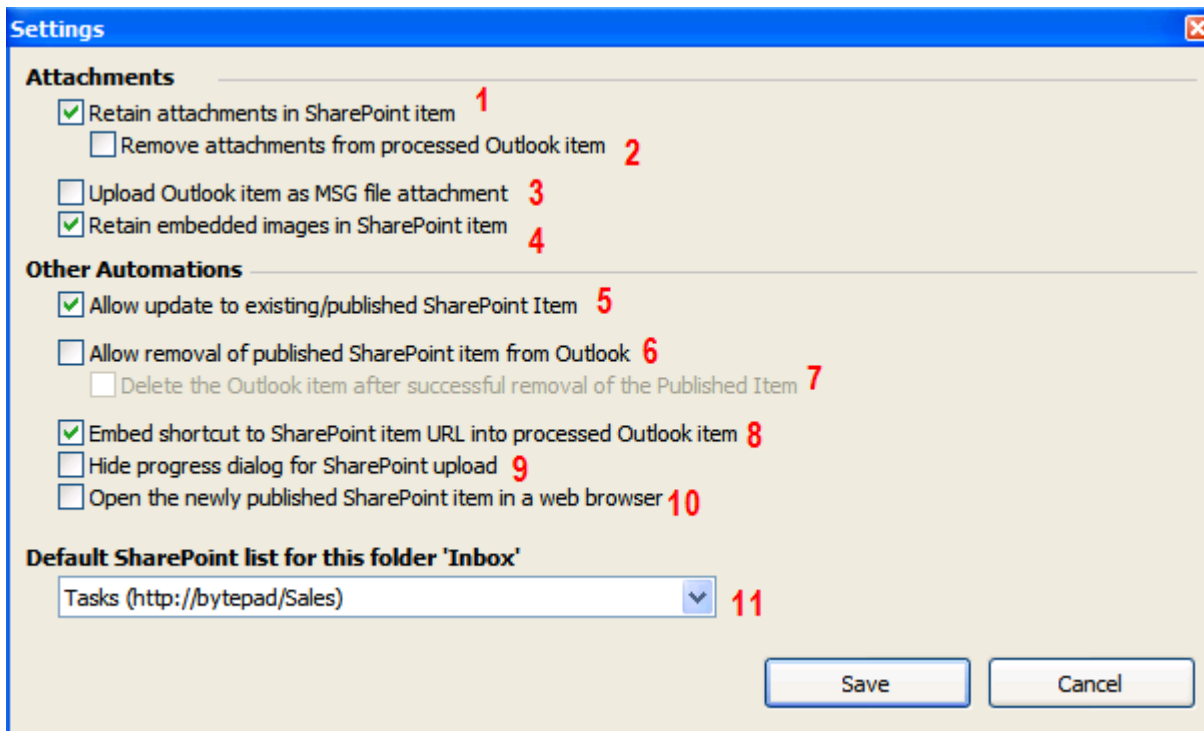 Settings
Attachments
Retain attachments in SharePoint item 1
Remove attachments from processed Outlook item 2
Upload Outlook item as MSG file attachment 3
Retain embedded images in SharePoint item 4
Other Automations
Allow update to existing/published SharePoint Item 5
Allow removal of published SharePoint item from Outlook 6
Delete the Outlook item after successful removal of the Published Item 7
Embed shortcut to SharePoint item URL into processed Outlook item 8
Hide progress dialog for SharePoint upload 9
Open the newly published SharePoint item in a web browser 10
Default SharePoint list for this folder 'Inbox'
Tasks (http://bytepad/Sales) 11
Save Cancel